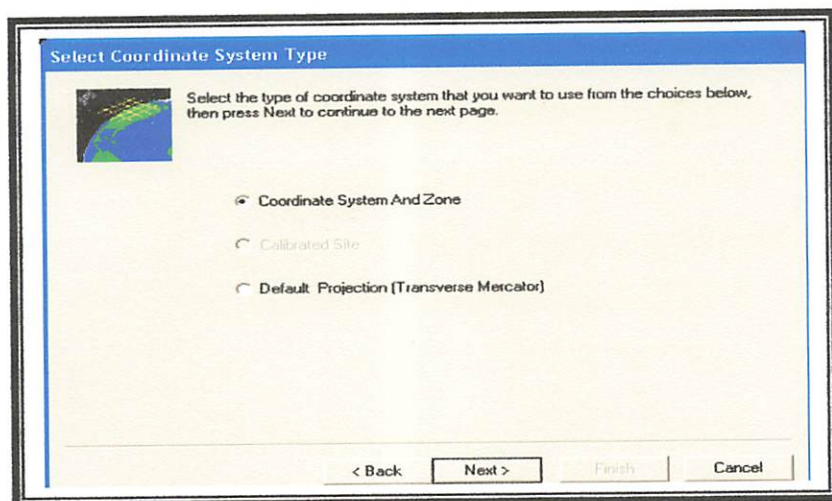 Select Coordinate System Type
Select the type of coordinate system that you want to use from the choices below,
then press Next to continue to the next page.
Coordinate System And Zone
Calibrated Site
Default Projection (Transverse Mercator)
< Back Next > Finish Cancel